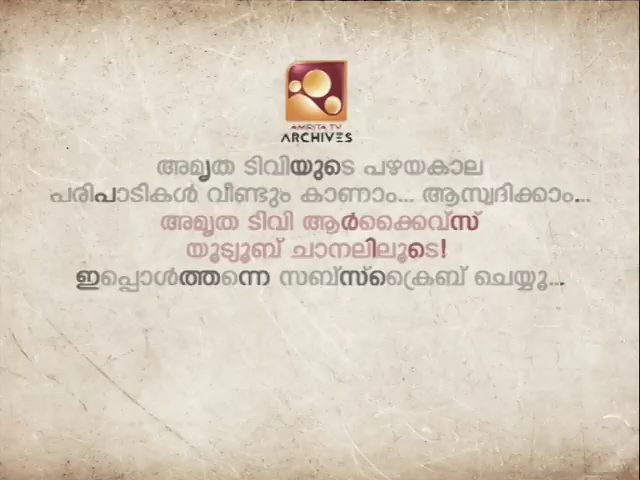 AMRITA TV
ARCHIVES
അമൃത ടിവിയുടെ പഴയകാല
പരിപാടികൾ വീണ്ടും കാണാം... ആസ്വദിക്കാം...
അമൃത ടിവി ആർക്കൈവ്സ്
യൂട്യൂബ് ചാനലിലൂടെ!
ഇപ്പൊൾത്തന്നെ സബ്സ്ക്രൈബ് ചെയ്യൂ...